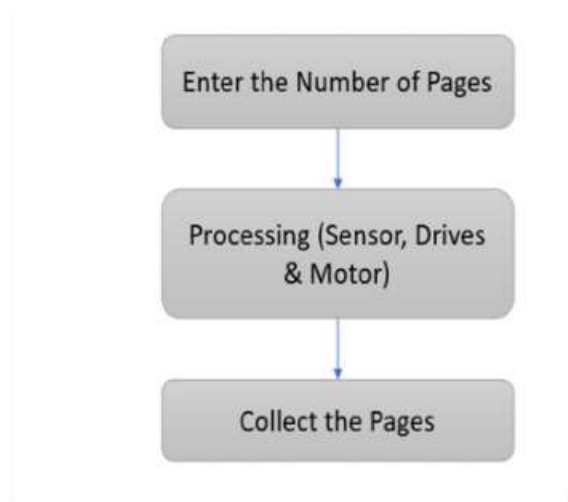 Enter the Number of Pages
Processing (Sensor, Drives
& Motor)
Collect the Pages